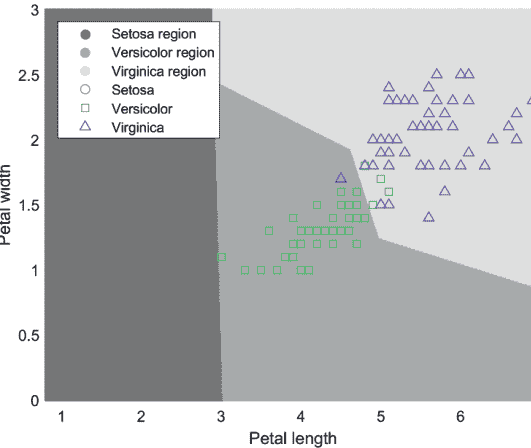 3
2.5
2
1.5
1
0.5
0
Petal width
Setosa region
Versicolor region
Virginica region
Setosa
Versicolor
Virginica
1 2 3 4 5 6
Petal length